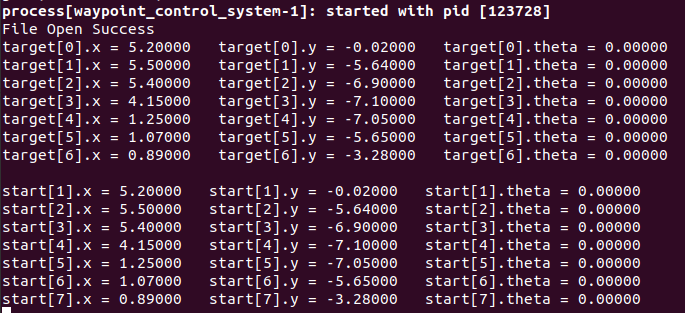 process[waypoint_control_system-1]: started with pid [123728]
File Open Success
target[0].x = 5.20000   target[0].y = -0.02000  target[0].theta = 0.00000
target[1].x = 5.50000   target[1].y = -5.64000  target[1].theta = 0.00000
target[2].x = 5.40000   target[2].y = -6.90000  target[2].theta = 0.00000
target[3].x = 4.15000   target[3].y = -7.10000  target[3].theta = 0.00000
target[4].x = 1.25000   target[4].y = -7.05000  target[4].theta = 0.00000
target[5].x = 1.07000   target[5].y = -5.65000  target[5].theta = 0.00000
target[6].x = 0.89000   target[6].y = -3.28000  target[6].theta = 0.00000
start[1].x = 5.20000   start[1].y = -0.02000   start[1].theta = 0.00000
start[2].x = 5.50000   start[2].y = -5.64000   start[2].theta = 0.00000
start[3].x = 5.40000   start[3].y = -6.90000   start[3].theta = 0.00000
start[4].x = 4.15000   start[4].y = -7.10000   start[4].theta = 0.00000
start[5].x = 1.25000   start[5].y = -7.05000   start[5].theta = 0.00000
start[6].x = 1.07000   start[6].y = -5.65000   start[6].theta = 0.00000
start[7].x = 0.89000   start[7].y = -3.28000   start[7].theta = 0.00000